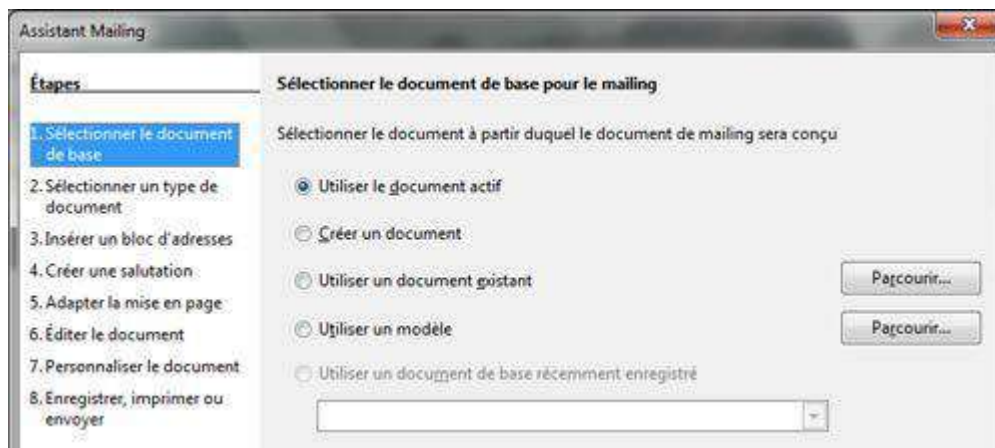 Assistant Mailing
Étapes
1. Sélectionner le document
de base
2. Sélectionner un type de
document
3. Insérer un bloc d'adresses
4. Créer une salutation
5. Adapter la mise en page
6. Éditer le document
7. Personnaliser le document
8. Enregistrer, imprimer ou
envoyer
Sélectionner le document de base pour le mailing
Sélectionner le document à partir duquel le document de mailing sera conçu
Utiliser le document actif
Créer un document
Utiliser un document existant
Parcourir...
Utiliser un modèle
Parcourir...
Utiliser un document de base récemment enregistré